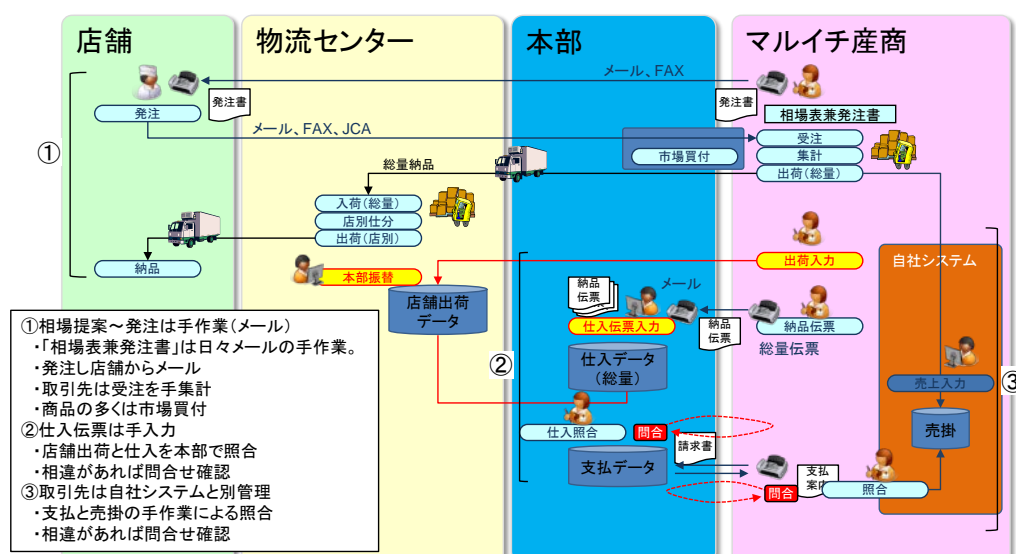 店舗
物流センター
本部
マルイチ産商
メール、FAX
発注書
発注書
発注
相場表兼発注書
メール、FAX、JCA
受注
市場買付
集計
①
総量納品
出荷(総量)
入荷(総量)
店別仕分
出荷(店別)
納品
出荷入力
自社システム
本部振替
店舗出荷
データ
納品
伝票
メール
仕入伝票入力
納品
伝票
納品伝票
総量伝票
②
仕入データ
(総量)
売上入力
③
仕入照合
問合
請求書
売掛
支払データ
問合
支払
案内
照合
①相場提案~発注は手作業(メール)
・「相場表兼発注書」は日々メールの手作業。
・発注し店舗からメール
・取引先は受注を手集計
・商品の多くは市場買付
②仕入伝票は手入力
・店舗出荷と仕入を本部で照合
・相違があれば問合せ確認
③取引先は自社システムと別管理
・支払と売掛の手作業による照合
・相違があれば問合せ確認